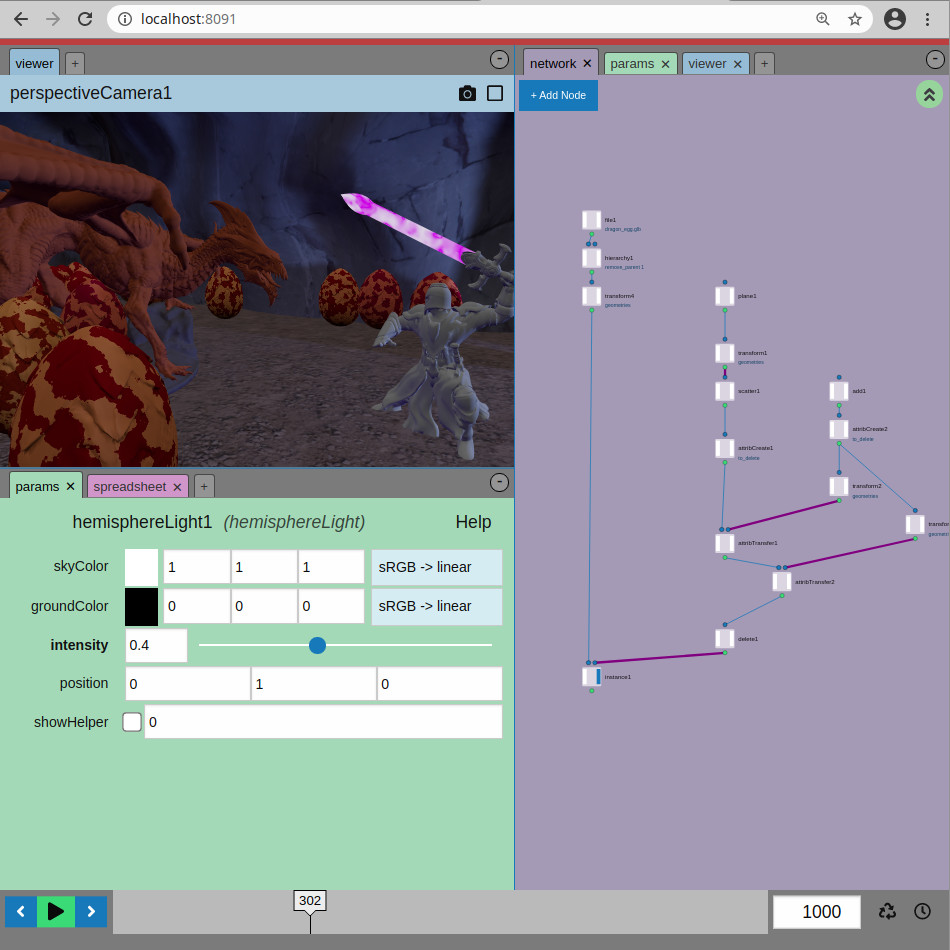 localhost:8091
viewer +
-
network × params × viewer × +
-
perspectiveCamera1
+ Add Node
file1
dragon_egg.glb
hierarchy1
remove_parent 1
transform4
geometries
plane1
transform1
geometries
scatter1
add1
attribCreate2
to_delete
attribCreate1
to_delete
transform2
geometries
attribTransfer1
attribTransfer2
delete1
instance1
params × spreadsheet × +
-
hemisphereLight1 (hemisphereLight) Help
skyColor 1 1 1 sRGB -> linear
groundColor 0 0 0 sRGB -> linear
intensity 0.4
position 0 1 0
showHelper 0
302
1000